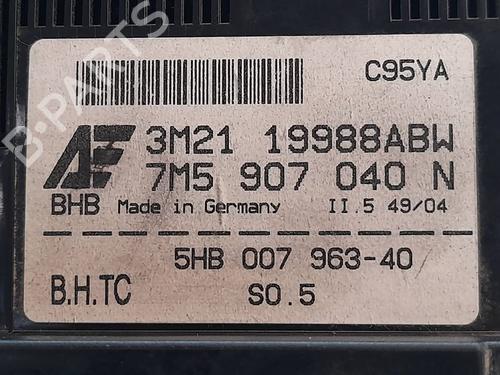 C95YA
AE 3M21 19988ABW
7M5 907 040 N
BHB Made in Germany II.5 49/04
5HB 007 963-40
B.H.TC S0.5
B-PARTS